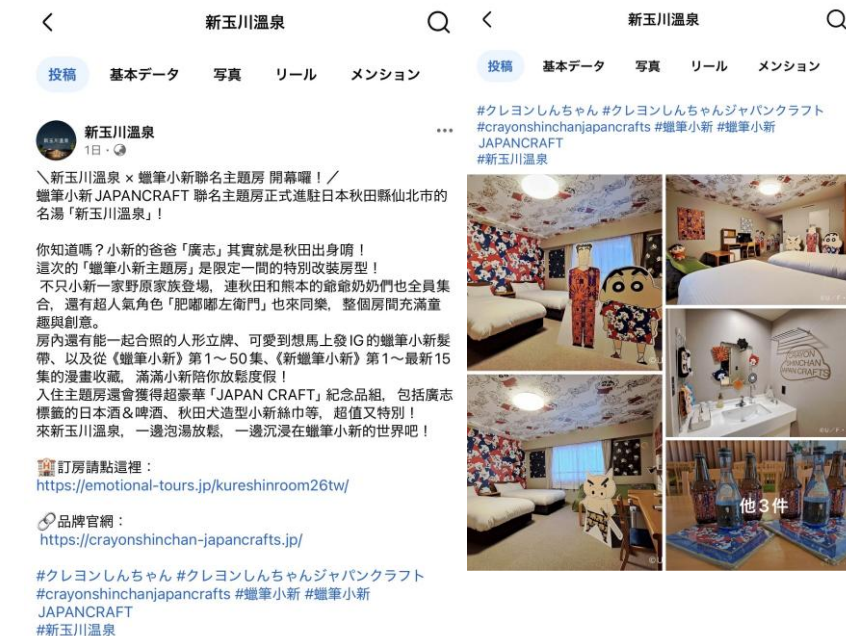 新玉川溫泉
投稿 基本データ 写真 リール メンション
新玉川溫泉
1日
＼新玉川溫泉 × 蠟筆小新聯名主題房 開幕囉！／
蠟筆小新 JAPANCRAFT 聯名主題房正式進駐日本秋田縣仙北市的
名湯「新玉川溫泉」！
你知道嗎？小新的爸爸「廣志」其實就是秋田出身唷！
這次的「蠟筆小新主題房」是限定一間的特別改裝房型！
不只小新一家野原家族登場，連秋田和熊本的爺爺奶奶們也全員集
合，還有超人氣角色「肥嘟嘟左衛門」也來同樂，整個房間充滿童
趣與創意。
房內還有能一起合照的人形立牌、可愛到想馬上發IG的蠟筆小新髮
帶、以及從《蠟筆小新》第1～50集、《新蠟筆小新》第1～最新15
集的漫畫收藏，滿滿小新陪你放鬆度假！
入住主題房還會獲得超豪華「JAPAN CRAFT」紀念品組，包括廣志
標籤的日本酒＆啤酒、秋田犬造型小新絲巾等，超值又特別！
來新玉川溫泉，一邊泡湯放鬆，一邊沉浸在蠟筆小新的世界吧！
訂房請點這裡：
https://emotional-tours.jp/kureshinroom26tw/
品牌官網：
https://crayonshinchan-japancrafts.jp/
#クレヨンしんちゃん #クレヨンしんちゃんジャパンクラフト
#crayonshinchanjapancrafts #蠟筆小新 #蠟筆小新
JAPANCRAFT
#新玉川溫泉
新玉川溫泉
投稿 基本データ 写真 リール メンション
#クレヨンしんちゃん #クレヨンしんちゃんジャパンクラフト
#crayonshinchanjapancrafts #蠟筆小新 #蠟筆小新
JAPANCRAFT
#新玉川溫泉
CRAYON
SHINCHAN
JAPAN CRAFTS
他3件